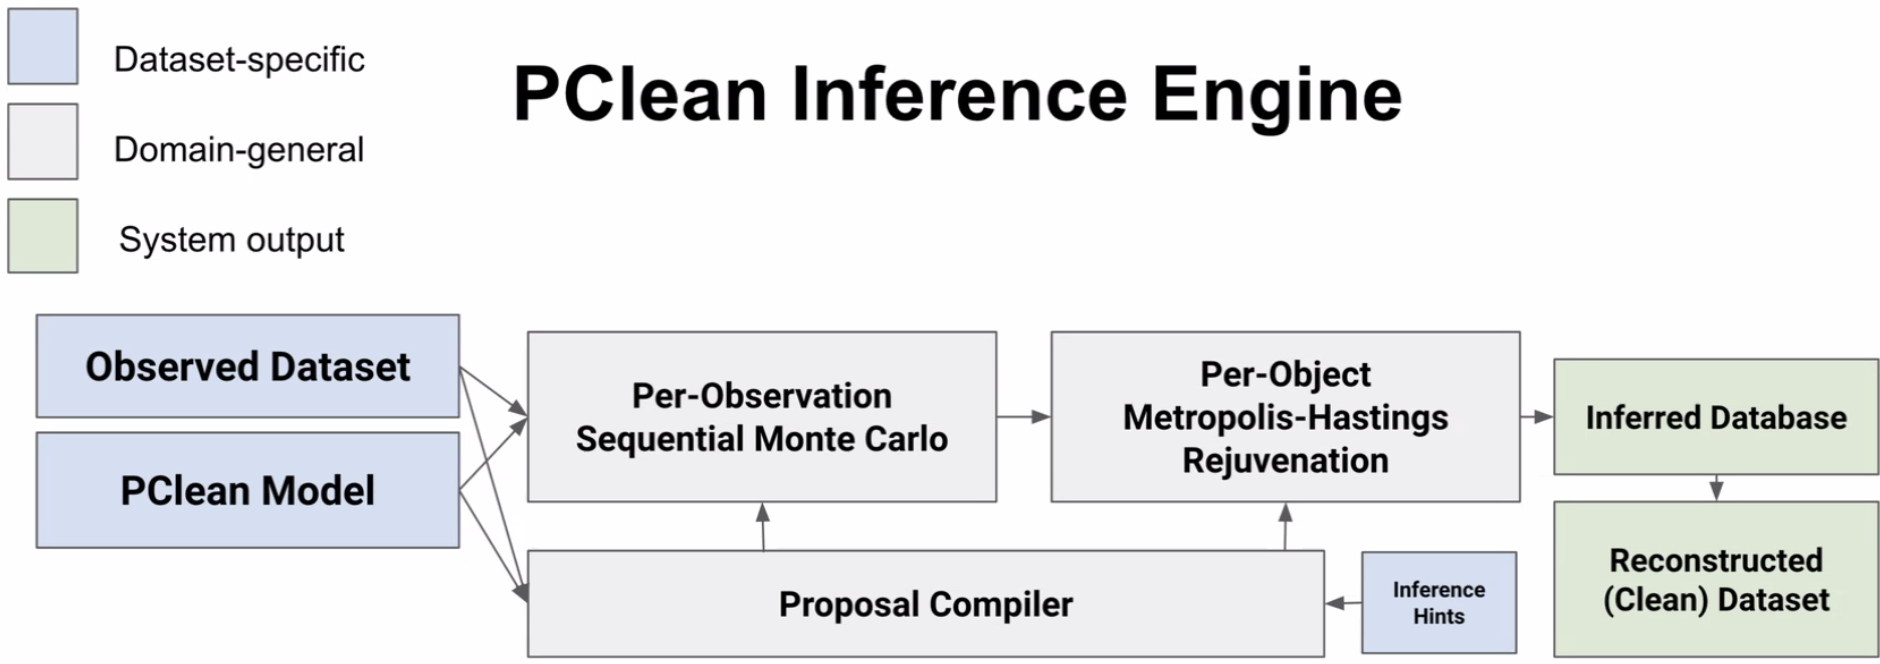 Dataset-specific
Domain-general
System output
PClean Inference Engine
Observed Dataset
PClean Model
Per-Observation
Sequential Monte Carlo
Per-Object
Metropolis-Hastings
Rejuvenation
Inferred Database
Proposal Compiler
Inference
Hints
Reconstructed
(Clean) Dataset